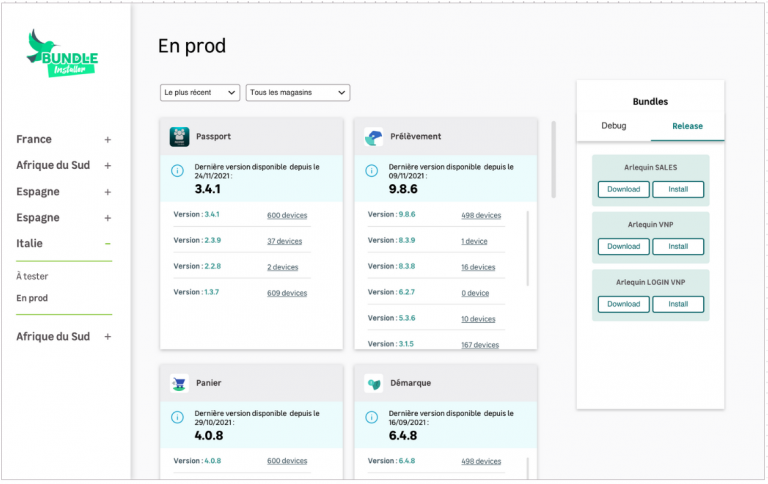 BUNDLE
Installer
France +
Afrique du Sud +
Espagne +
Espagne +
Italie −
À tester
En prod
Afrique du Sud +
En prod
Le plus récent
Tous les magasins
Passport
Dernière version disponible depuis le
24/11/2021 :
3.4.1
Version : 3.4.1 600 devices
Version : 2.3.9 37 devices
Version : 2.2.8 2 devices
Version : 1.3.7 609 devices
Prélèvement
Dernière version disponible depuis le
09/11/2021 :
9.8.6
Version : 9.8.6 498 devices
Version : 8.3.9 1 device
Version : 8.3.8 16 devices
Version : 6.2.7 0 device
Version : 5.3.6 10 devices
Version : 3.1.5 167 devices
Panier
Dernière version disponible depuis le
29/10/2021 :
4.0.8
Version : 4.0.8 600 devices
Démarque
Dernière version disponible depuis le
16/09/2021 :
6.4.8
Version : 6.4.8 498 devices
Bundles
Debug Release
Arlequin SALES
Download Install
Arlequin VNP
Download Install
Arlequin LOGIN VNP
Download Install